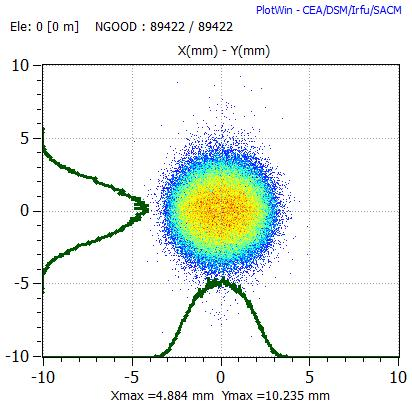 PlotWin - CEA/DSM/Irfu/SACM
Ele: 0 [0 m] NGOOD : 89422 / 89422
X(mm) - Y(mm)
10
5
0
-5
-10
-10 -5 0 5 10
Xmax =4.884 mm Ymax =10.235 mm